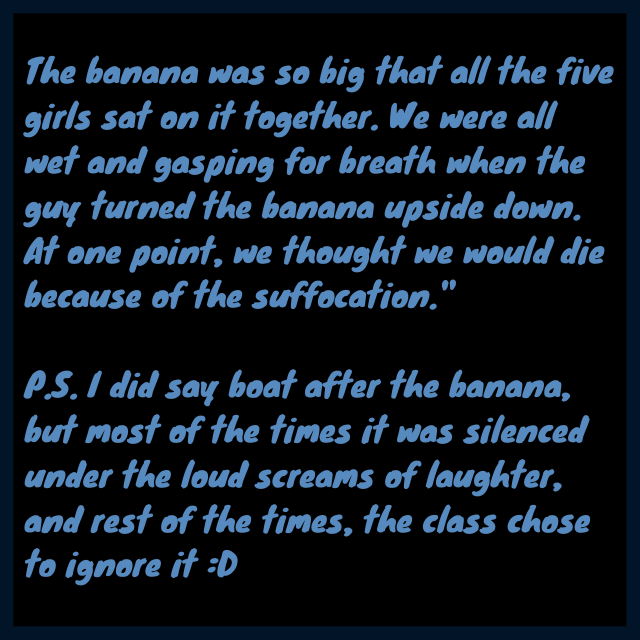 The banana was so big that all the five
girls sat on it together. We were all
wet and gasping for breath when the
guy turned the banana upside down.
At one point, we thought we would die
because of the suffocation."
P.S. I did say boat after the banana,
but most of the times it was silenced
under the loud screams of laughter,
and rest of the times, the class chose
to ignore it :D